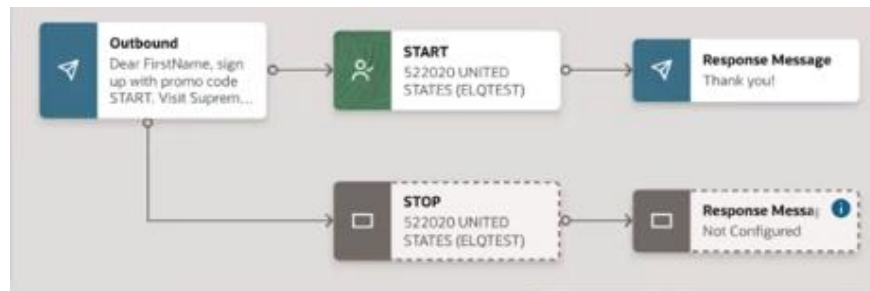 Outbound
Dear FirstName, sign
up with promo code
START. Visit Suprem...
START
522020 UNITED
STATES (ELQTEST)
Response Message
Thank you!
STOP
522020 UNITED
STATES (ELQTEST)
Response Messa
Not Configured